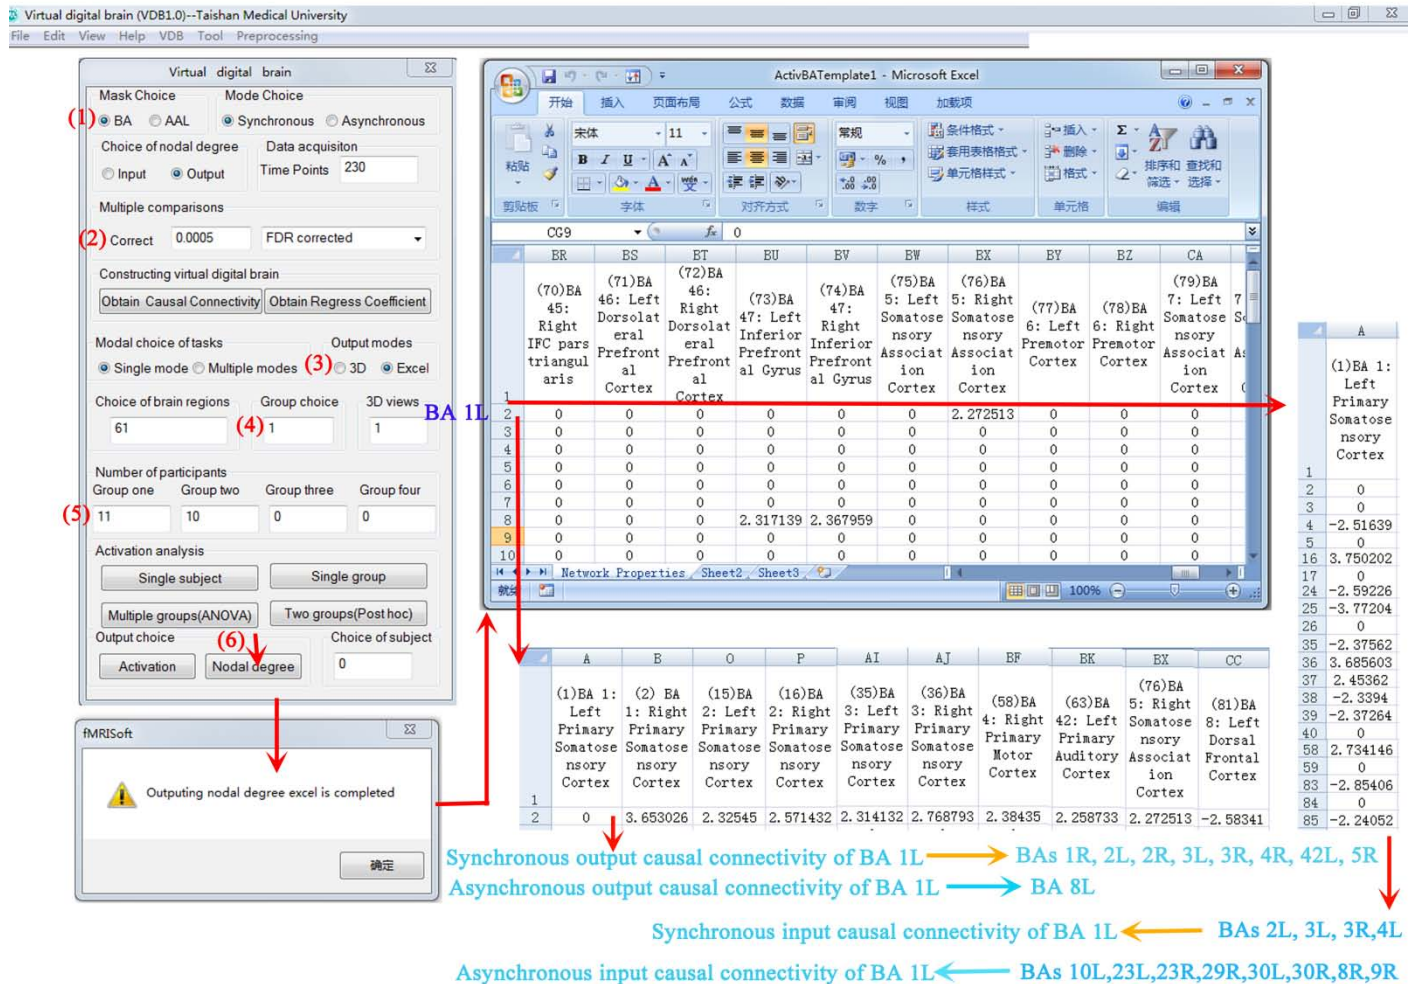 Virtual digital brain (VDB1.0)--Taishan Medical University
File Edit View Help VDB Tool Preprocessing
Virtual digital brain
Mask Choice Mode Choice
(1) BA AAL Synchronous Asynchronous
Choice of nodal degree Data acquisiton
Input Output Time Points 230
Multiple comparisons
(2) Correct 0.0005 FDR corrected
Constructing virtual digital brain
Obtain Causal Connectivity Obtain Regress Coefficient
Modal choice of tasks Output modes
Single mode Multiple modes (3) 3D Excel
Choice of brain regions Group choice 3D views
61 (4) 1 1
Number of participants
Group one Group two Group three Group four
(5) 11 10 0 0
Activation analysis
Single subject Single group
Multiple groups(ANOVA) Two groups(Post hoc)
Output choice (6) Choice of subject
Activation Nodal degree 0
fMRISoft
Outputing nodal degree excel is completed
确定
ActivBATemplate1 - Microsoft Excel
开始 插入 页面布局 公式 数据 审阅 视图 加载项
粘贴 宋体 11 常规 条件格式 套用表格格式 单元格样式 插入 删除 格式 排序和筛选 查找和选择
剪贴板 字体 对齐方式 数字 样式 单元格 编辑
CG9 fx 0
BR BS BT BU BV BW BX BY BZ CA
1
(70)BA 45: Right IFC pars triangularis
(71)BA 46: Left Dorsolateral Prefrontal Cortex
(72)BA 46: Right Dorsolateral Prefrontal Cortex
(73)BA 47: Left Inferior Prefrontal Gyrus
(74)BA 47: Right Inferior Prefrontal Gyrus
(75)BA 5: Left Somatosensory Association Cortex
(76)BA 5: Right Somatosensory Association Cortex
(77)BA 6: Left Premotor Cortex
(78)BA 6: Right Premotor Cortex
(79)BA 7: Left Somatosensory Association Cortex
BA 1L
2 0 0 0 0 0 0 2.272513 0 0 0
3 0 0 0 0 0 0 0 0 0 0
4 0 0 0 0 0 0 0 0 0 0
5 0 0 0 0 0 0 0 0 0 0
6 0 0 0 0 0 0 0 0 0 0
7 0 0 0 0 0 0 0 0 0 0
8 0 0 0 2.317139 2.367959 0 0 0 0 0
9 0 0 0 0 0 0 0 0 0 0
10 0 0 0 0 0 0 0 0 0 0
Network Properties Sheet2 Sheet3
就绪 100%
A
1
(1)BA 1: Left Primary Somatosensory Cortex
2 0
3 0
4 -2.51639
5 0
16 3.750202
17 0
24 -2.59226
25 -3.77204
26 0
35 -2.37562
36 3.685603
37 2.45362
38 -2.3394
39 -2.37264
40 0
58 2.734146
59 0
83 -2.85406
84 0
85 -2.24052
A B O P AI AJ BF BK BX CC
1
(1)BA 1: Left Primary Somatosensory Cortex
(2) BA 1: Right Primary Somatosensory Cortex
(15)BA 2: Left Primary Somatosensory Cortex
(16)BA 2: Right Primary Somatosensory Cortex
(35)BA 3: Left Primary Somatosensory Cortex
(36)BA 3: Right Primary Somatosensory Cortex
(58)BA 4: Right Primary Motor Cortex
(63)BA 42: Left Primary Auditory Cortex
(76)BA 5: Right Somatosensory Association Cortex
(81)BA 8: Left Dorsal Frontal Cortex
2 0 3.653026 2.32545 2.571432 2.314132 2.768793 2.38435 2.258733 2.272513 -2.58341
Synchronous output causal connectivity of BA 1L BAs 1R, 2L, 2R, 3L, 3R, 4R, 42L, 5R
Asynchronous output causal connectivity of BA 1L BA 8L
Synchronous input causal connectivity of BA 1L BAs 2L, 3L, 3R,4L
Asynchronous input causal connectivity of BA 1L BAs 10L,23L,23R,29R,30L,30R,8R,9R